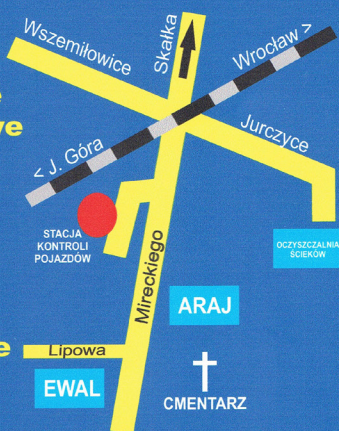 Wszemiłowice
Skałka
Wrocław >
Jurczyce
< J. Góra
STACJA
KONTROLI
POJAZDÓW
OCZYSZCZALNIA
ŚCIEKÓW
Mireckiego
ARAJ
Lipowa
EWAL
CMENTARZ